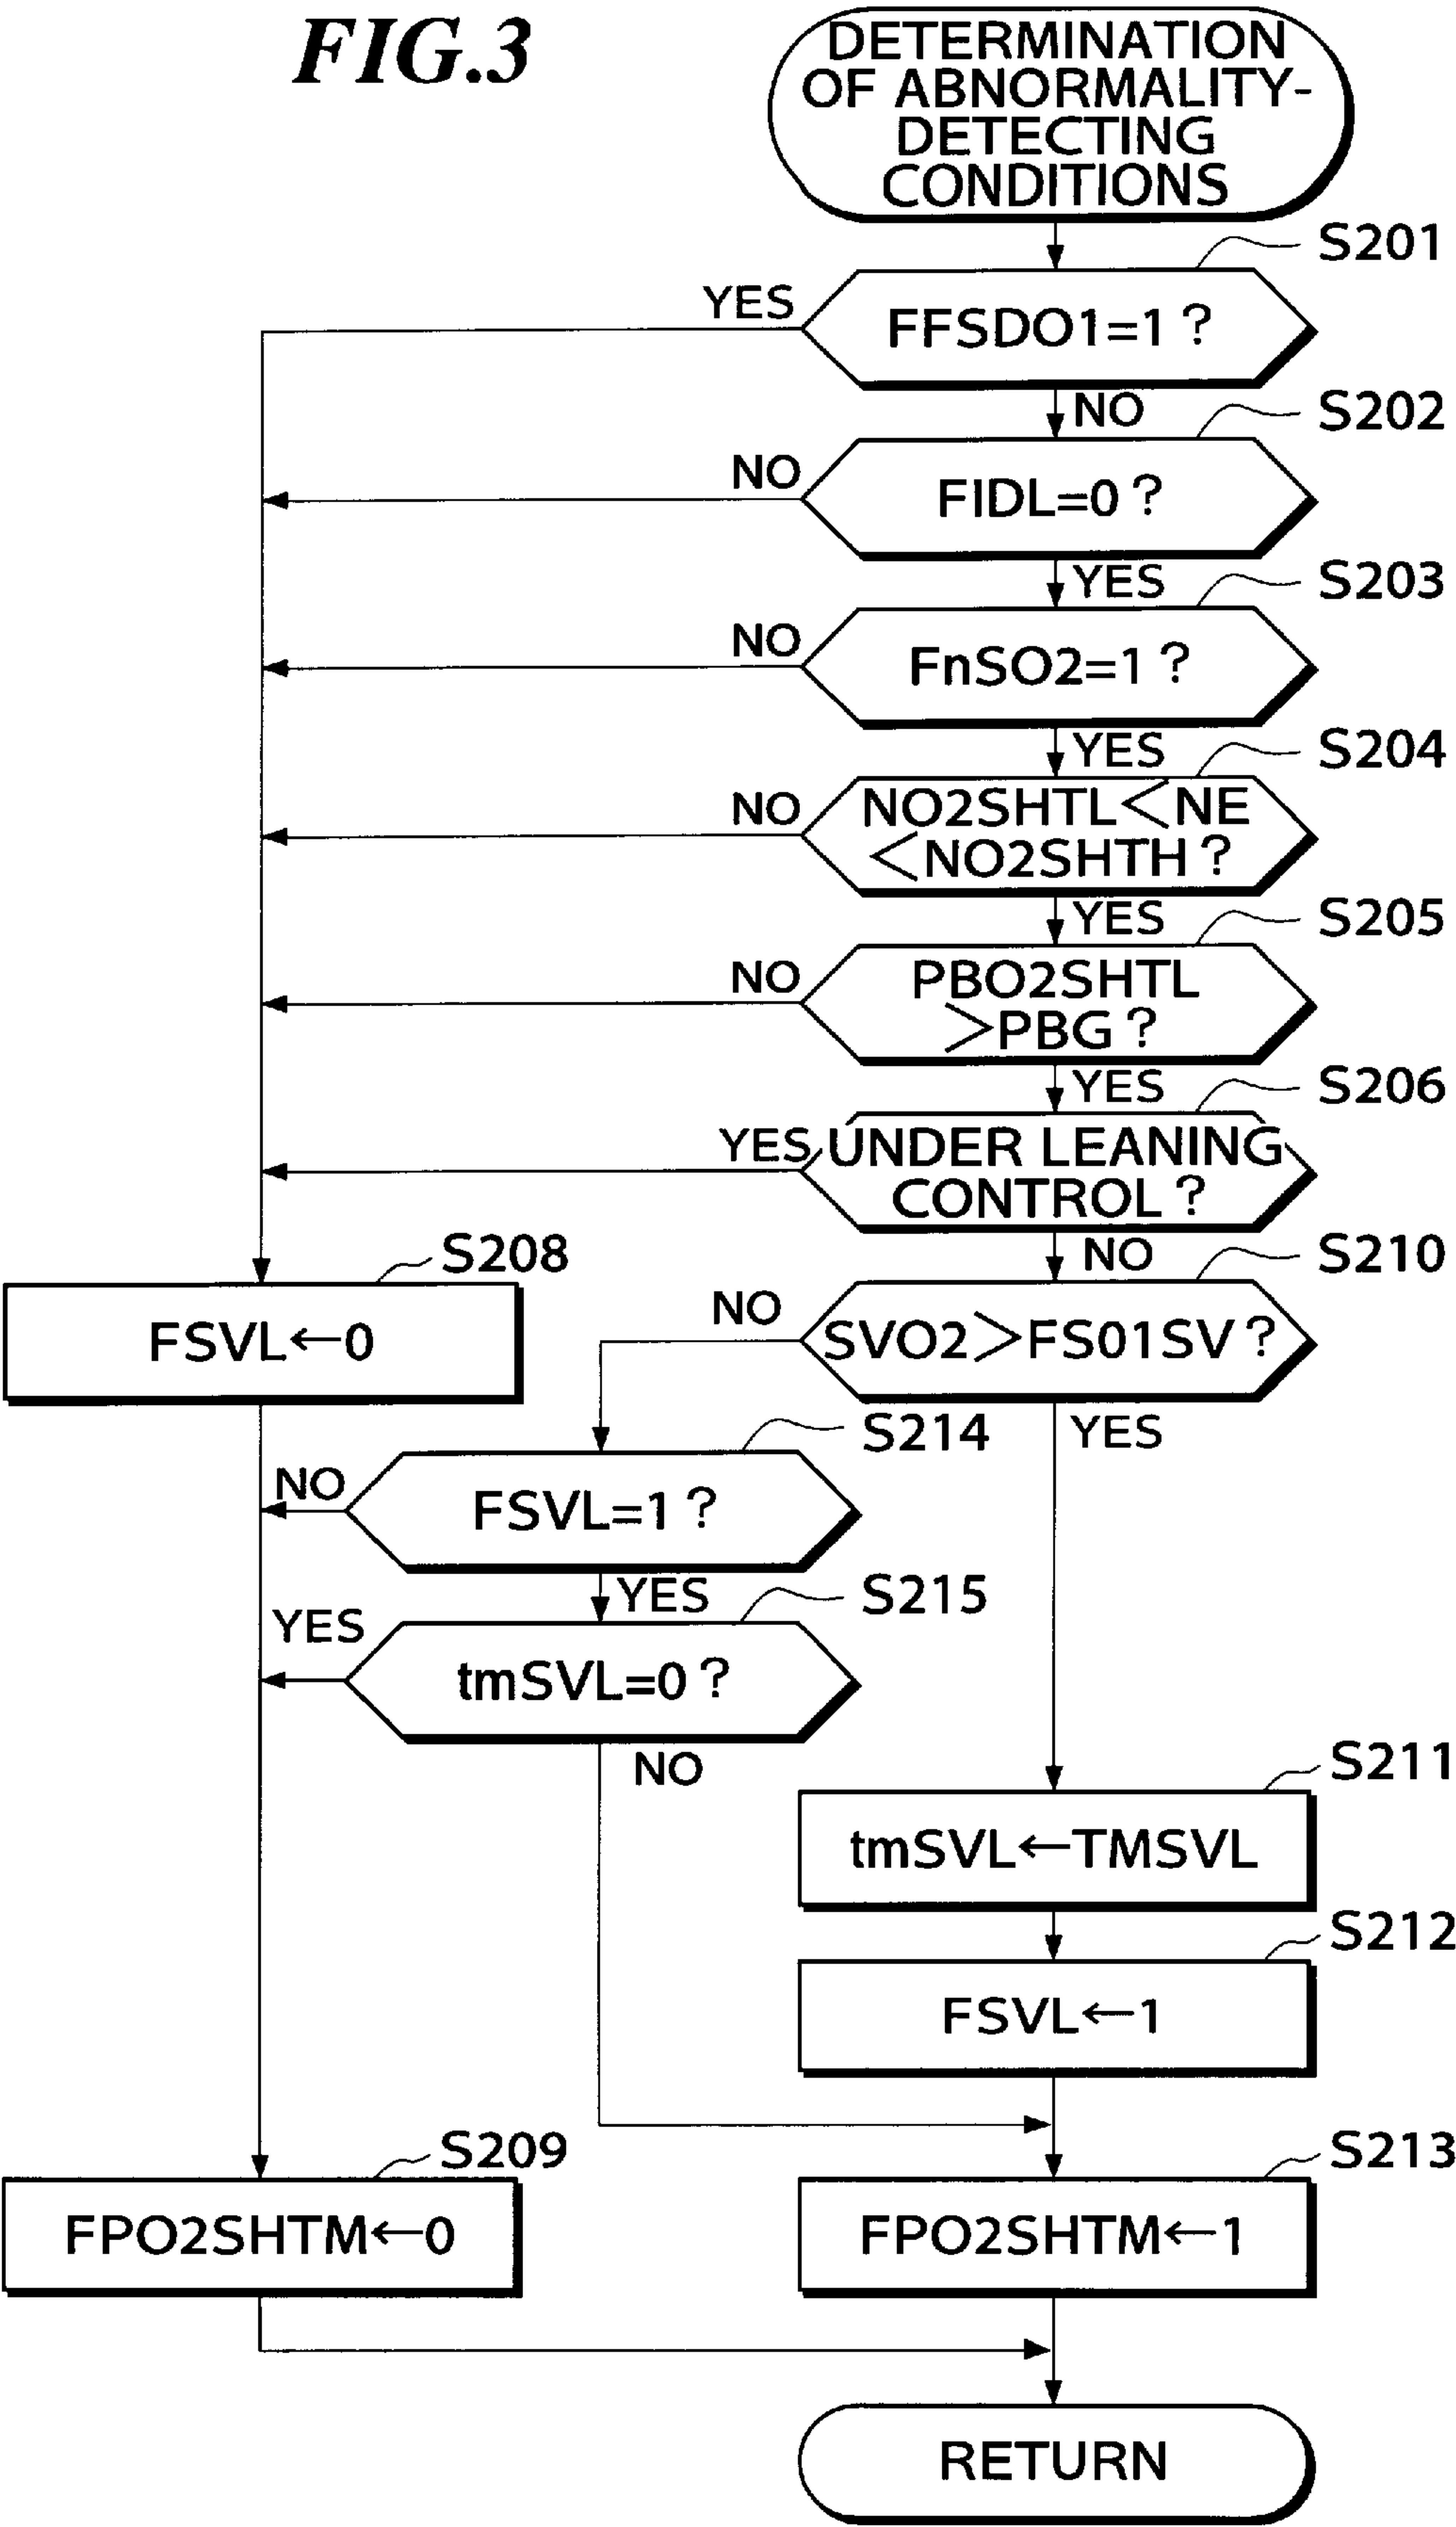 FIG.3
DETERMINATION
OF ABNORMALITY-
DETECTING
CONDITIONS
S201
YES
FFSDO1=1?
NO
S202
NO
FIDL=0?
YES
S203
NO
FnSO2=1?
YES
S204
NO
NO2SHTL<NE
<NO2SHTH?
YES
S205
NO
PBO2SHTL
>PBG?
YES
S206
YES
UNDER LEANING
CONTROL?
NO
S208
S210
FSVL←0
NO
SVO2>FS01SV?
YES
S214
NO
FSVL=1?
YES
S215
YES
tmSVL=0?
NO
S211
tmSVL←TMSVL
S212
FSVL←1
S209
S213
FPO2SHTM←0
FPO2SHTM←1
RETURN